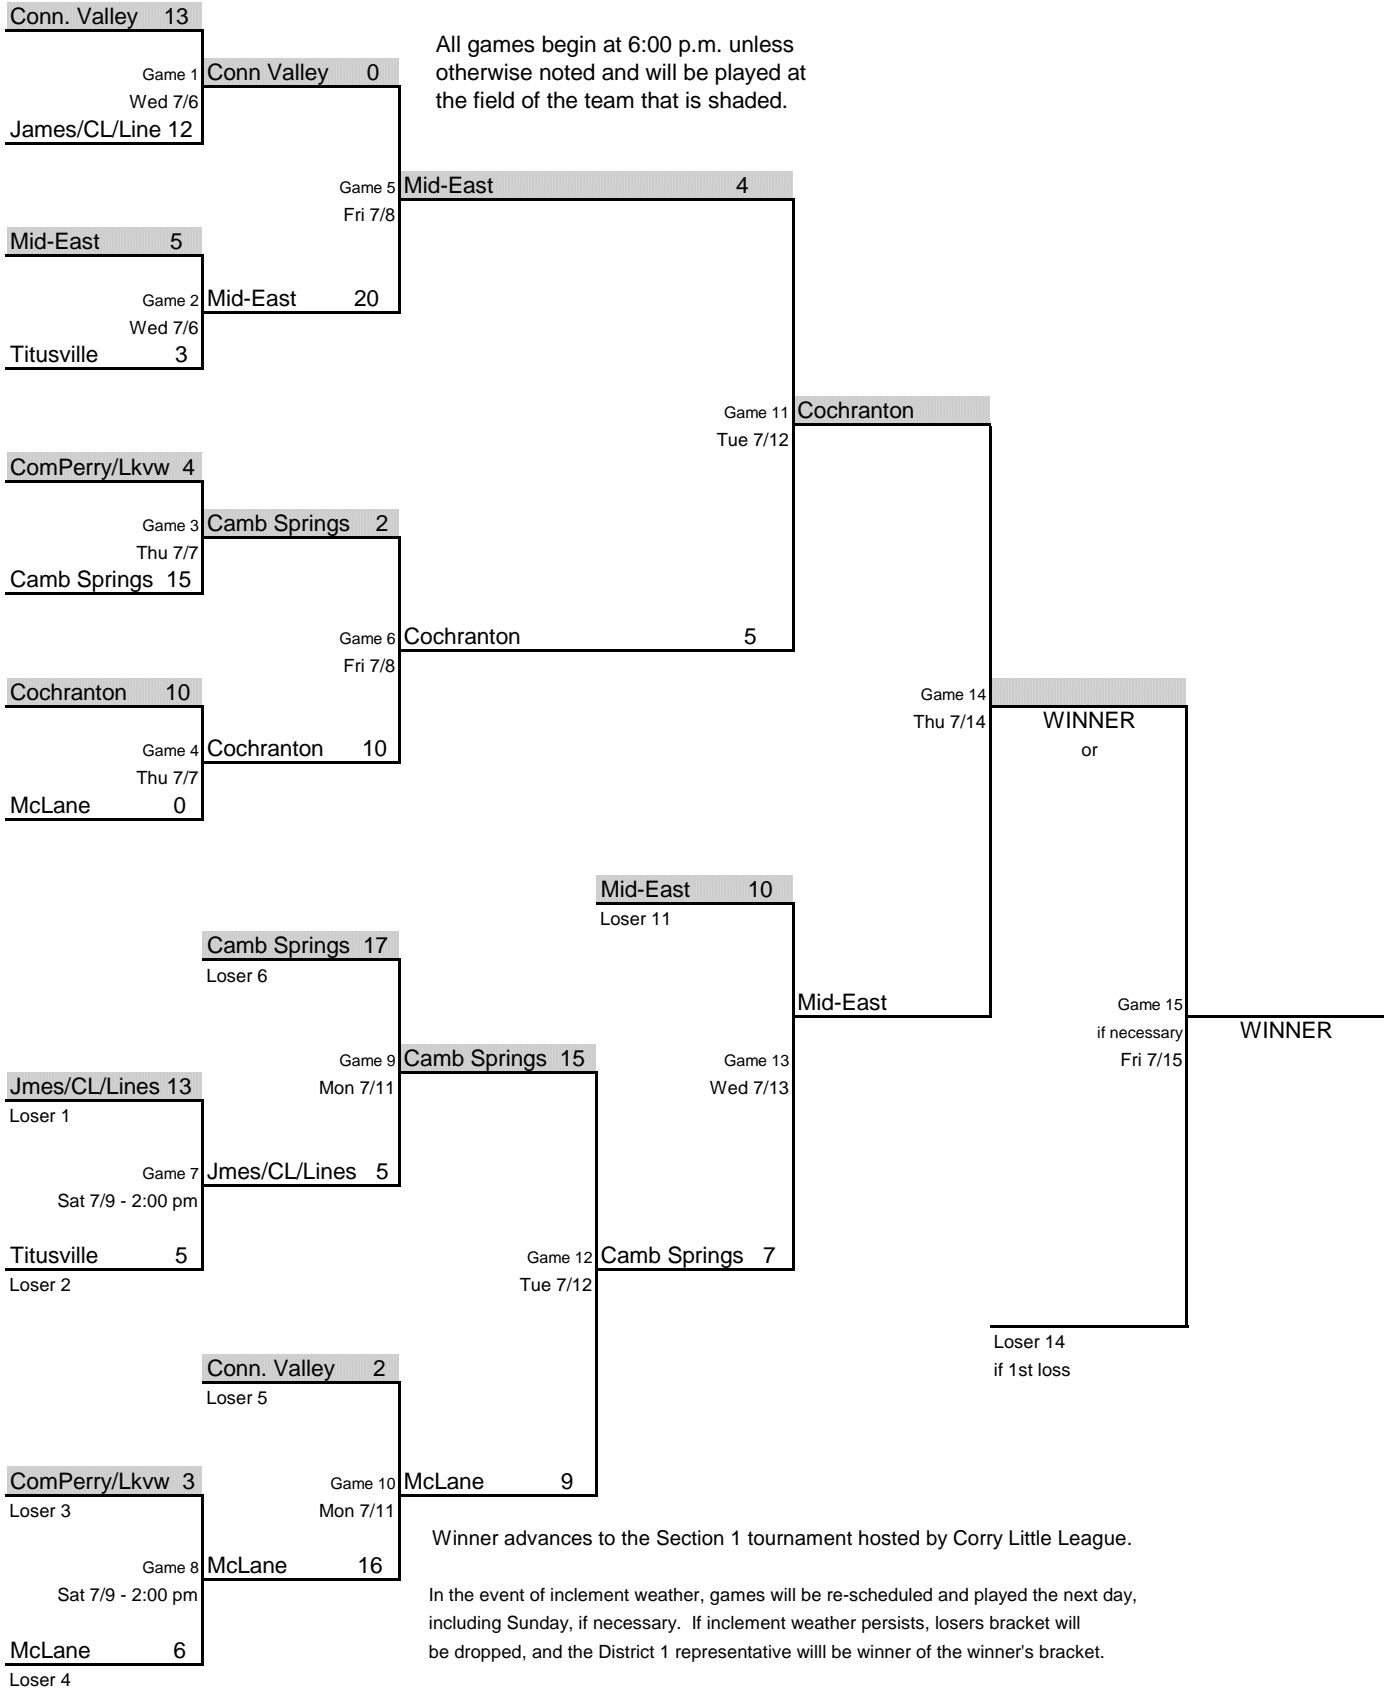 Conn. Valley 13
All games begin at 6:00 p.m. unless
otherwise noted and will be played at
the field of the team that is shaded.
Game 1 Conn Valley 0
Wed 7/6
James/CL/Line 12
Game 5 Mid-East 4
Fri 7/8
Mid-East 5
Game 2 Mid-East 20
Wed 7/6
Titusville 3
Game 11 Cochranton
Tue 7/12
ComPerry/Lkvw 4
Game 3 Camb Springs 2
Thu 7/7
Camb Springs 15
Game 6 Cochranton 5
Fri 7/8
Cochranton 10
Game 14
Thu 7/14 WINNER
or
Game 4 Cochranton 10
Thu 7/7
McLane 0
Mid-East 10
Loser 11
Camb Springs 17
Loser 6
Mid-East
Game 15
if necessary WINNER
Fri 7/15
Game 9 Camb Springs 15
Mon 7/11
Game 13
Wed 7/13
Jmes/CL/Lines 13
Loser 1
Game 7 Jmes/CL/Lines 5
Sat 7/9 - 2:00 pm
Titusville 5
Loser 2
Game 12 Camb Springs 7
Tue 7/12
Loser 14
if 1st loss
Conn. Valley 2
Loser 5
ComPerry/Lkvw 3
Loser 3
Game 10 McLane 9
Mon 7/11
Winner advances to the Section 1 tournament hosted by Corry Little League.
Game 8 McLane 16
Sat 7/9 - 2:00 pm
In the event of inclement weather, games will be re-scheduled and played the next day,
including Sunday, if necessary.  If inclement weather persists, losers bracket will
be dropped, and the District 1 representative willl be winner of the winner's bracket.
McLane 6
Loser 4